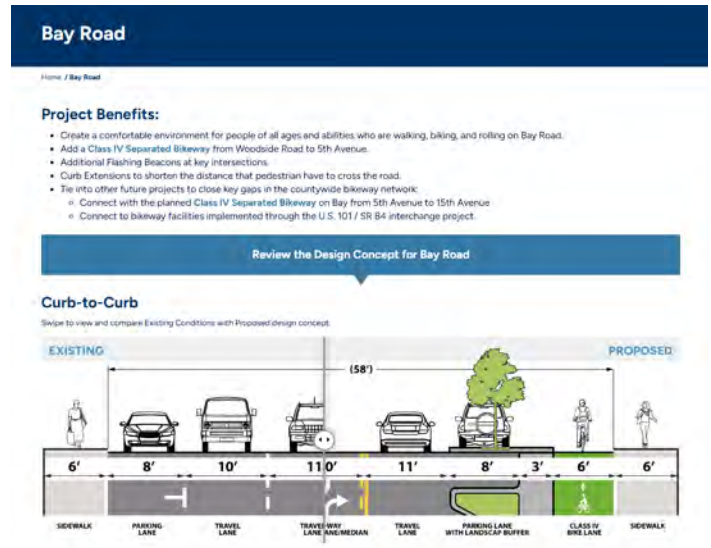 Bay Road
Home / Bay Road
Project Benefits:
• Create a comfortable environment for people of all ages and abilities who are walking, biking, and rolling on Bay Road.
• Add a Class IV Separated Bikeway from Woodside Road to 5th Avenue.
• Additional Flashing Beacons at key intersections.
• Curb Extensions to shorten the distance that pedestrian have to cross the road.
• Tie into other future projects to close key gaps in the countywide bikeway network:
○ Connect with the planned Class IV Separated Bikeway on Bay from 5th Avenue to 15th Avenue
○ Connect to bikeway facilities implemented through the U.S. 101 / SR 84 interchange project.
Review the Design Concept for Bay Road
Curb-to-Curb
Swipe to view and compare Existing Conditions with Proposed design concept
EXISTING PROPOSED
(58')
6' 8' 10' 11 0' 11' 8' 3' 6' 6'
SIDEWALK PARKING LANE TRAVEL LANE TRAVEL WAY LANE ANE/MEDIAN TRAVEL LANE PARKING LANE WITH LANDSCAP BUFFER CLASS IV BIKE LANE SIDEWALK